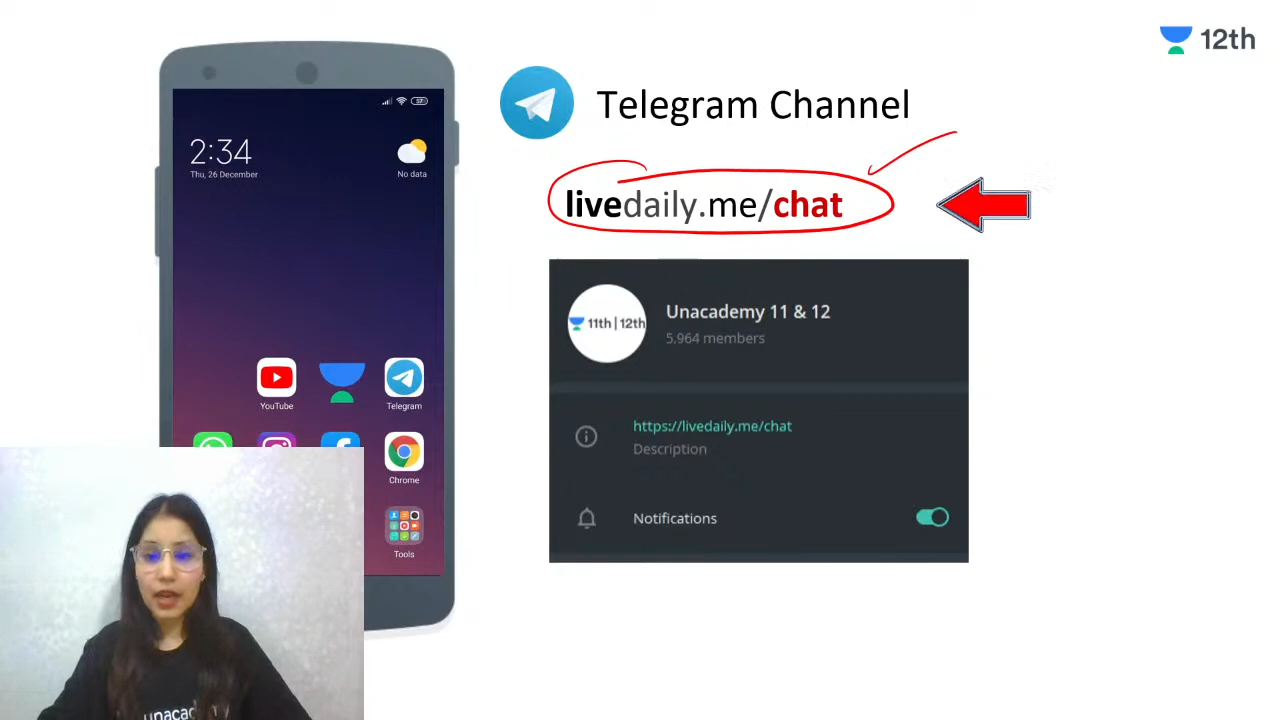 12th
Telegram Channel
livedaily.me/chat
2:34
Thu, 26 December
No data
YouTube
Telegram
Chrome
Tools
11th | 12th
Unacademy 11 & 12
5,964 members
https://livedaily.me/chat
Description
Notifications